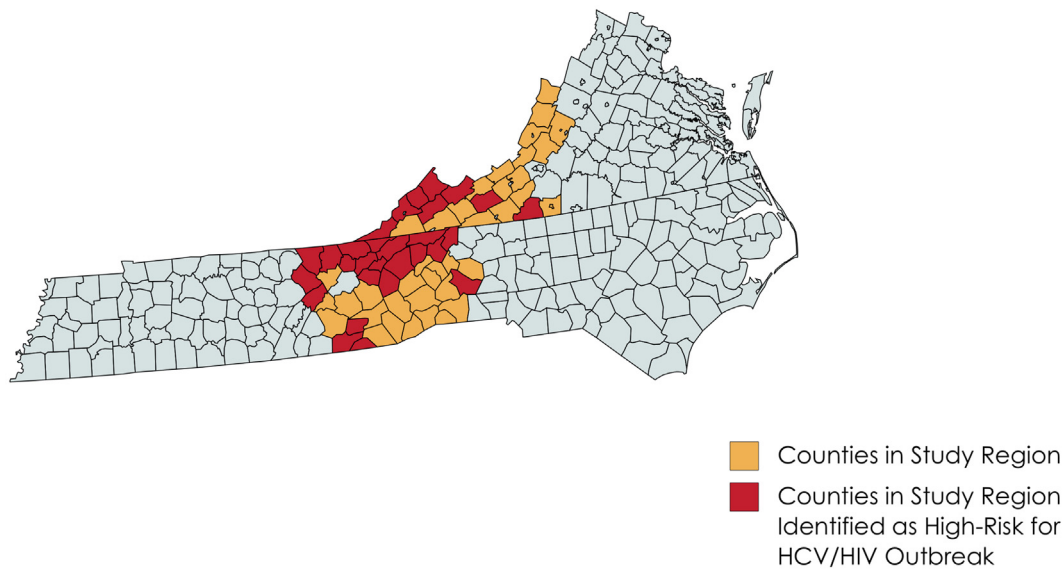 Counties in Study Region
Counties in Study Region
Identified as High-Risk for
HCV/HIV Outbreak